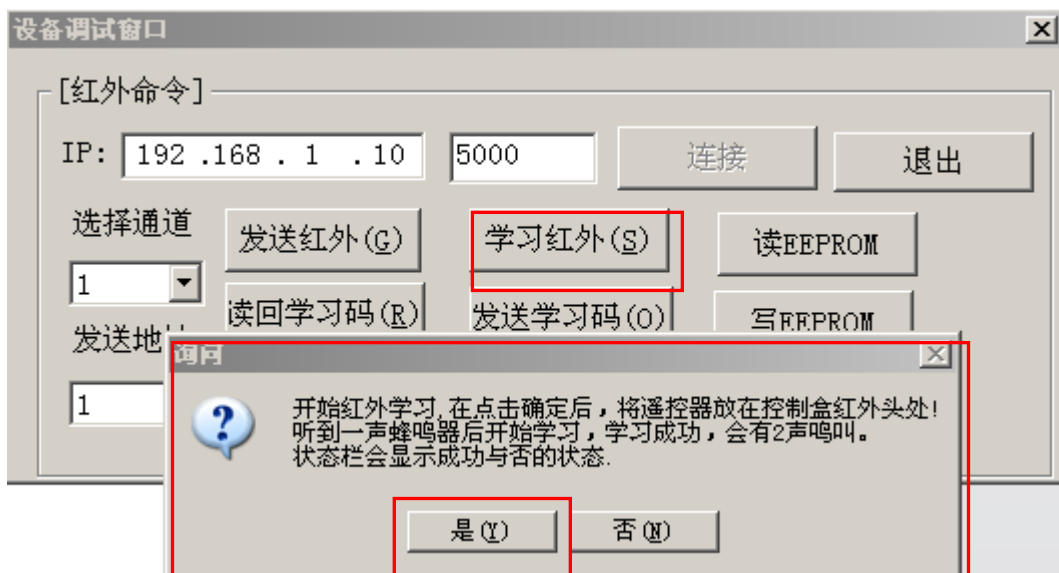 设备调试窗口
[红外命令]
IP: 192 .168 . 1 .10 5000 连接 退出
选择通道 发送红外(G) 学习红外(S) 读EEPROM
1
读回学习码(R) 发送学习码(O) 写EEPROM
发送地址
询问
1
开始红外学习,在点击确定后，将遥控器放在控制盒红外头处!
听到一声蜂鸣器后开始学习，学习成功，会有2声鸣叫。
状态栏会显示成功与否的状态.
是(Y) 否(N)